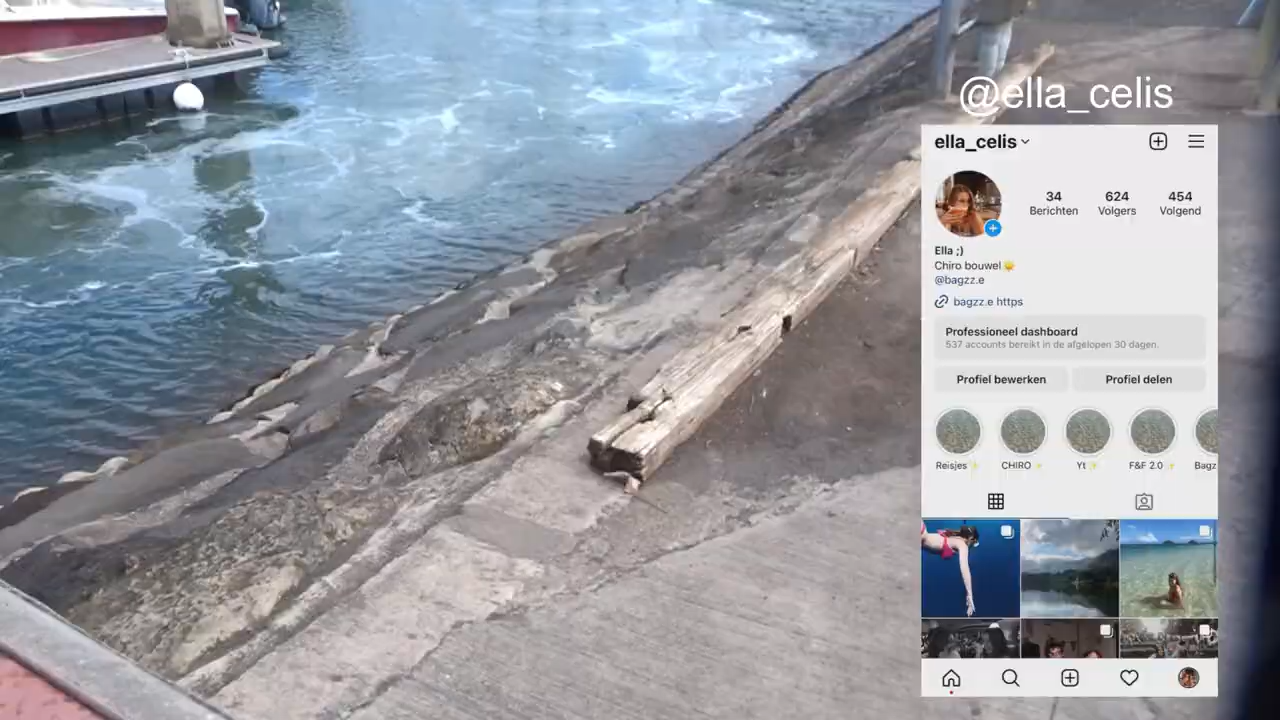 @ella_celis
ella_celis
34
624
454
Berichten
Volgers
Volgend
Ella ;)
Chiro bouwel
@bagzz.e
bagzz.e https
Professioneel dashboard
537 accounts bereikt in de afgelopen 30 dagen.
Profiel bewerken
Profiel delen
Reisjes
CHIRO
Yt
F&F 2.0
Bagz